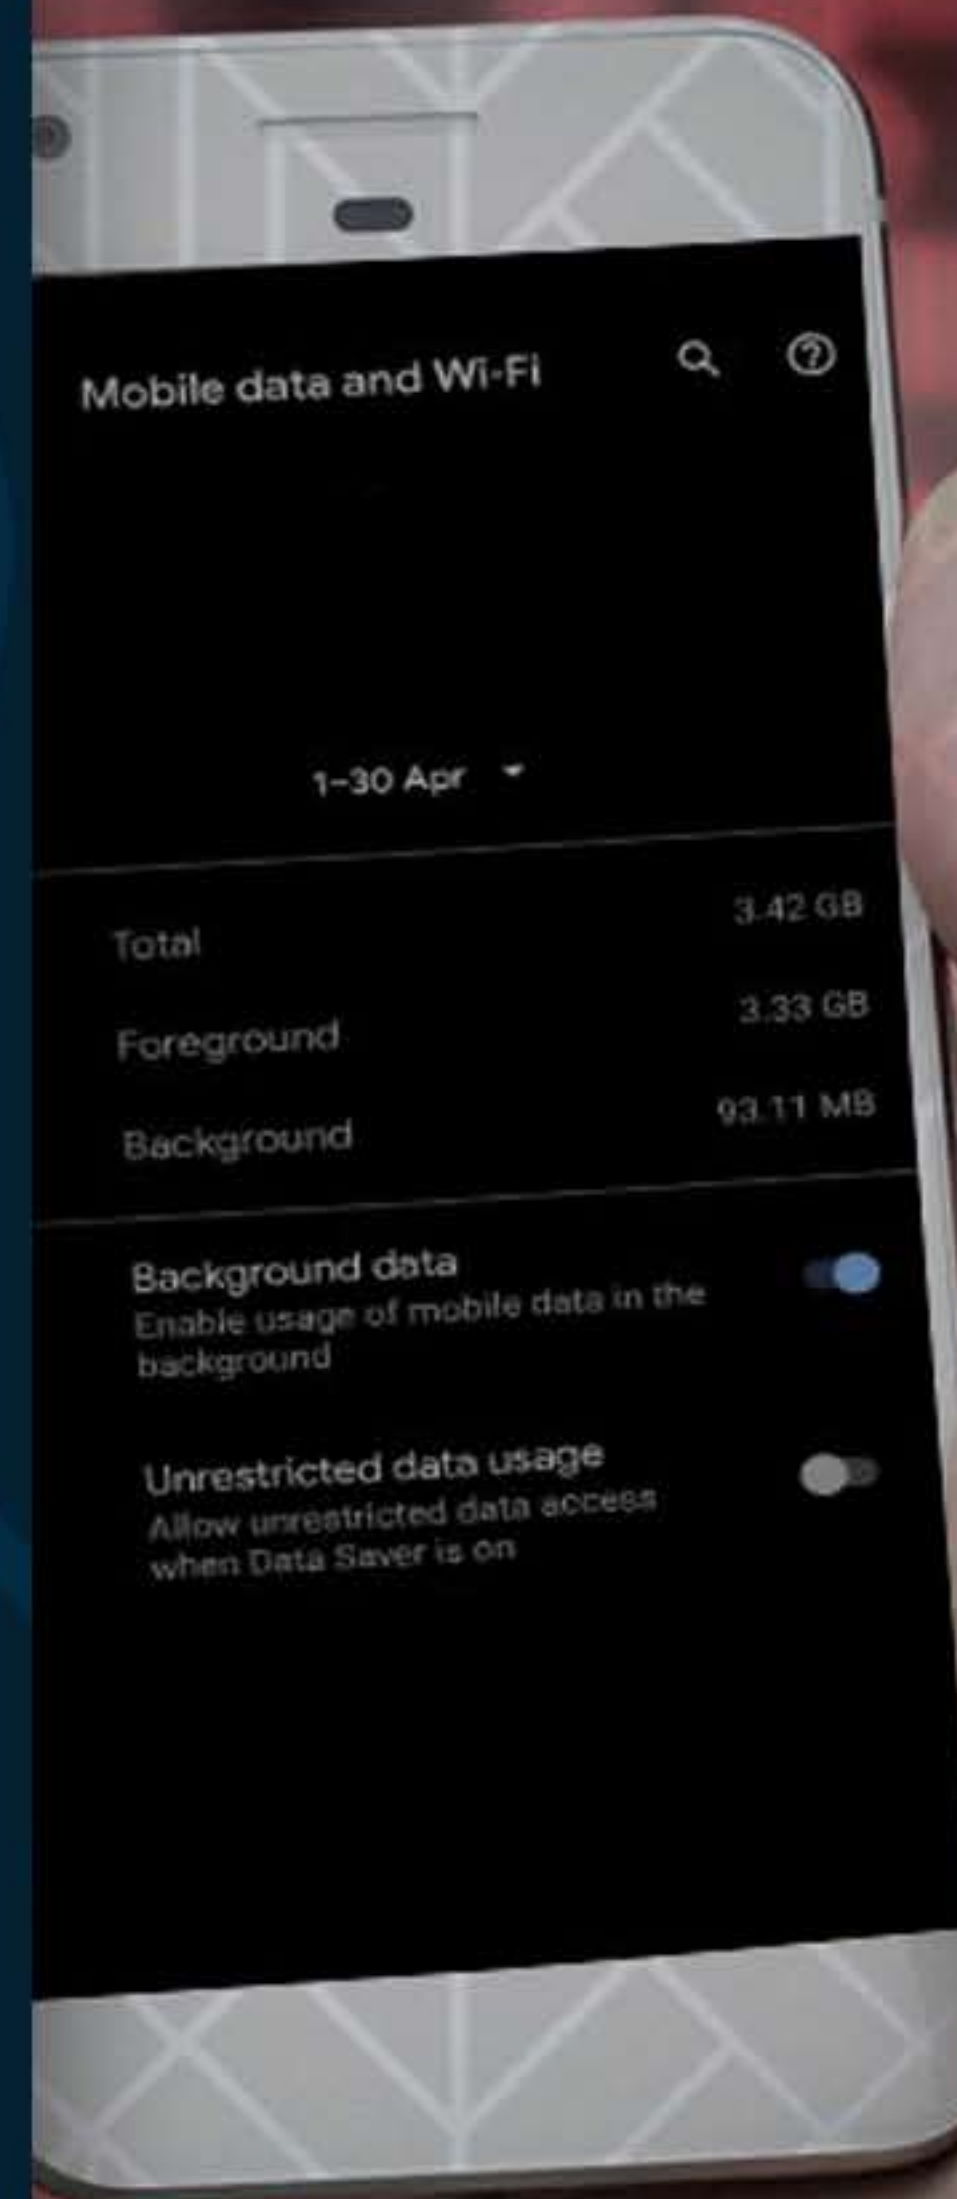 Mobile data and Wi-Fi
1-30 Apr
Total 3.42 GB
Foreground 3.33 GB
Background 93.11 MB
Background data
Enable usage of mobile data in the
background
Unrestricted data usage
Allow unrestricted data access
when Data Saver is on